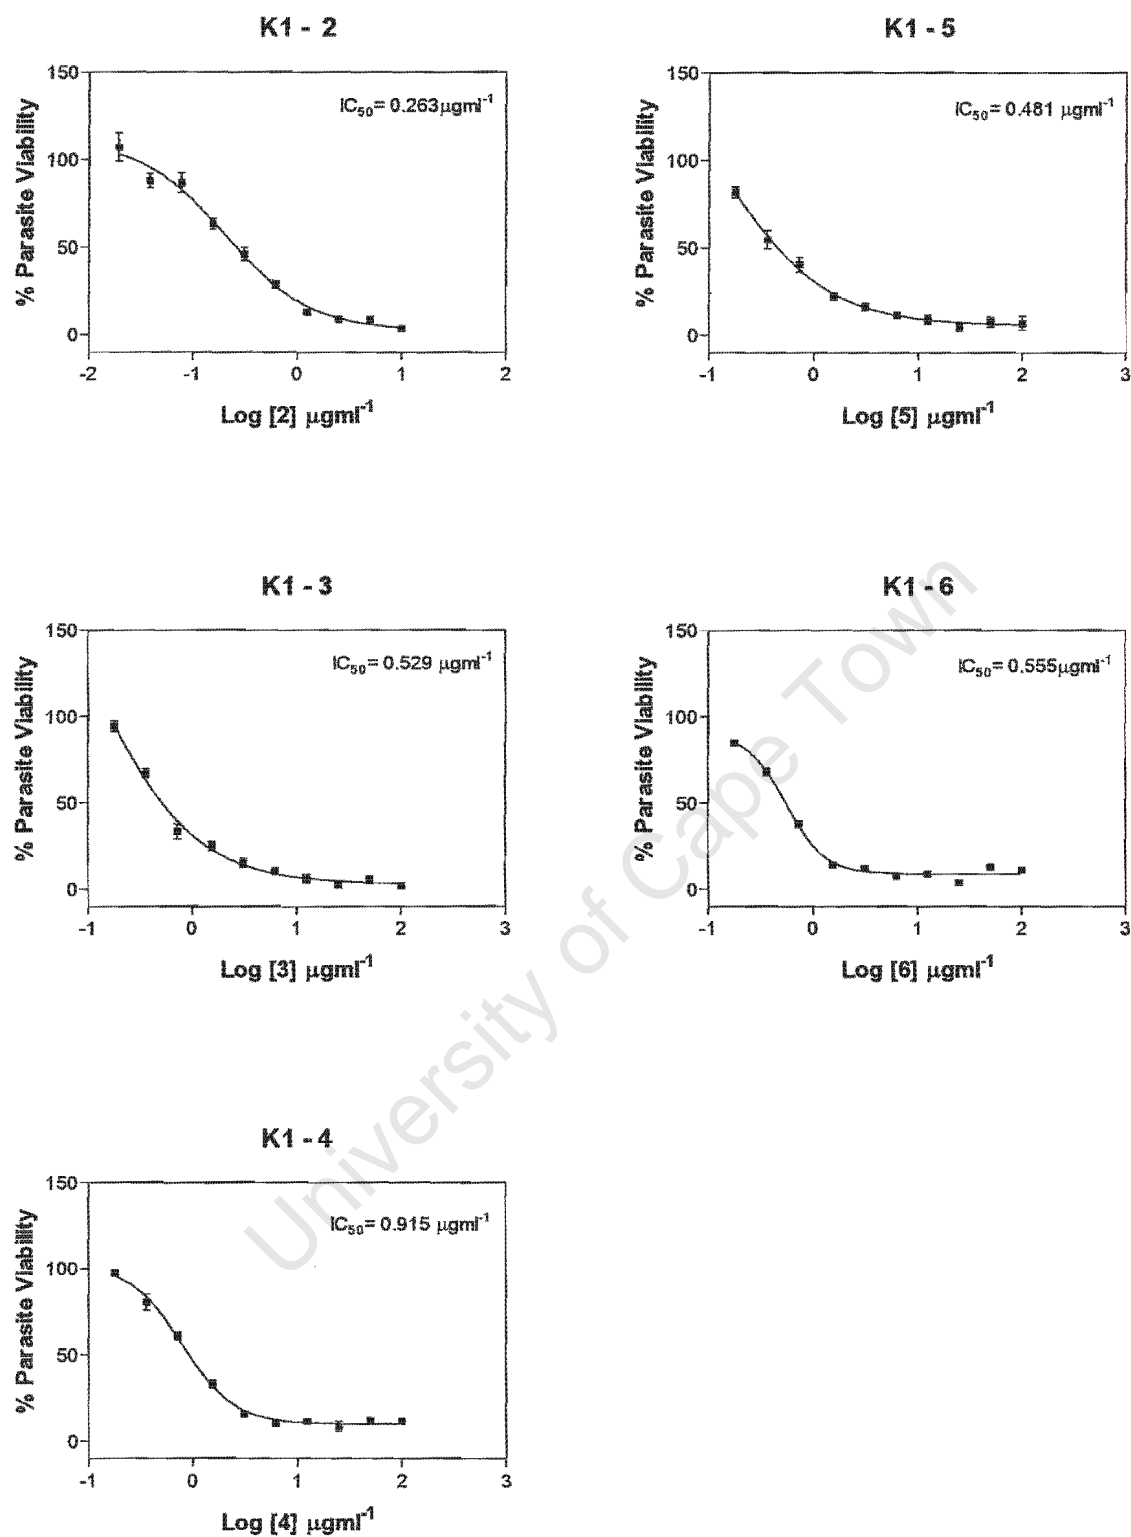 K1 - 2
150
100
50
0
% Parasite Viability
IC₅₀= 0.263µgml⁻¹
-2 -1 0 1 2
Log [2] µgml⁻¹
K1 - 5
150
100
50
0
% Parasite Viability
IC₅₀= 0.481 µgml⁻¹
-1 0 1 2 3
Log [5] µgml⁻¹
K1 - 3
150
100
50
0
% Parasite Viability
IC₅₀= 0.529 µgml⁻¹
-1 0 1 2 3
Log [3] µgml⁻¹
K1 - 6
150
100
50
0
% Parasite Viability
IC₅₀= 0.555µgml⁻¹
-1 0 1 2 3
Log [6] µgml⁻¹
K1 - 4
150
100
50
0
% Parasite Viability
IC₅₀= 0.915 µgml⁻¹
-1 0 1 2 3
Log [4] µgml⁻¹
University of Cape Town